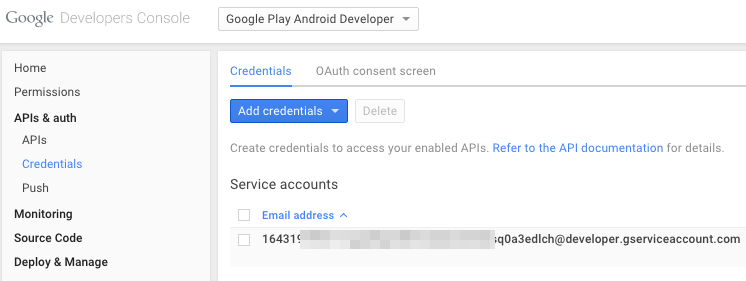 Google Developers Console
Google Play Android Developer
Home
Permissions
APIs & auth
APIs
Credentials
Push
Monitoring
Source Code
Deploy & Manage
Credentials
OAuth consent screen
Add credentials
Delete
Create credentials to access your enabled APIs. Refer to the API documentation for details.
Service accounts
Email address
164319 sq0a3edlch@developer.gserviceaccount.com